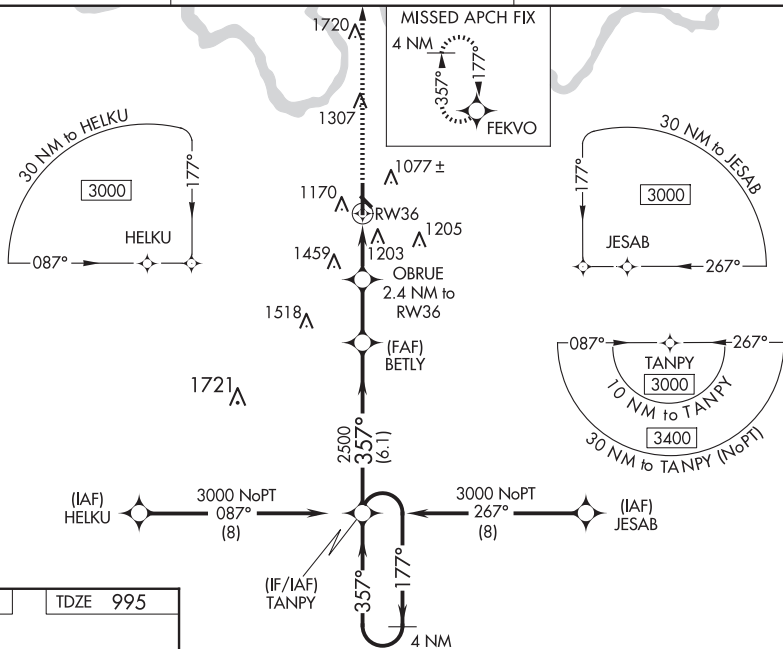 MISSED APCH FIX
4 NM
357°
177°
FEKVO
1720
1307
1077 ±
1170
RW36
1205
1203
1459
OBRUE
2.4 NM to
RW36
1518
(FAF)
BETLY
1721
30 NM to HELKU
3000
177°
HELKU
087°
30 NM to JESAB
3000
177°
JESAB
267°
087°
267°
TANPY
3000
10 NM to TANPY
3400
30 NM to TANPY (NoPT)
2500
357°
(6.1)
(IAF)
HELKU
3000 NoPT
087°
(8)
3000 NoPT
267°
(8)
(IAF)
JESAB
(IF/IAF)
TANPY
357°
177°
4 NM
TDZE 995